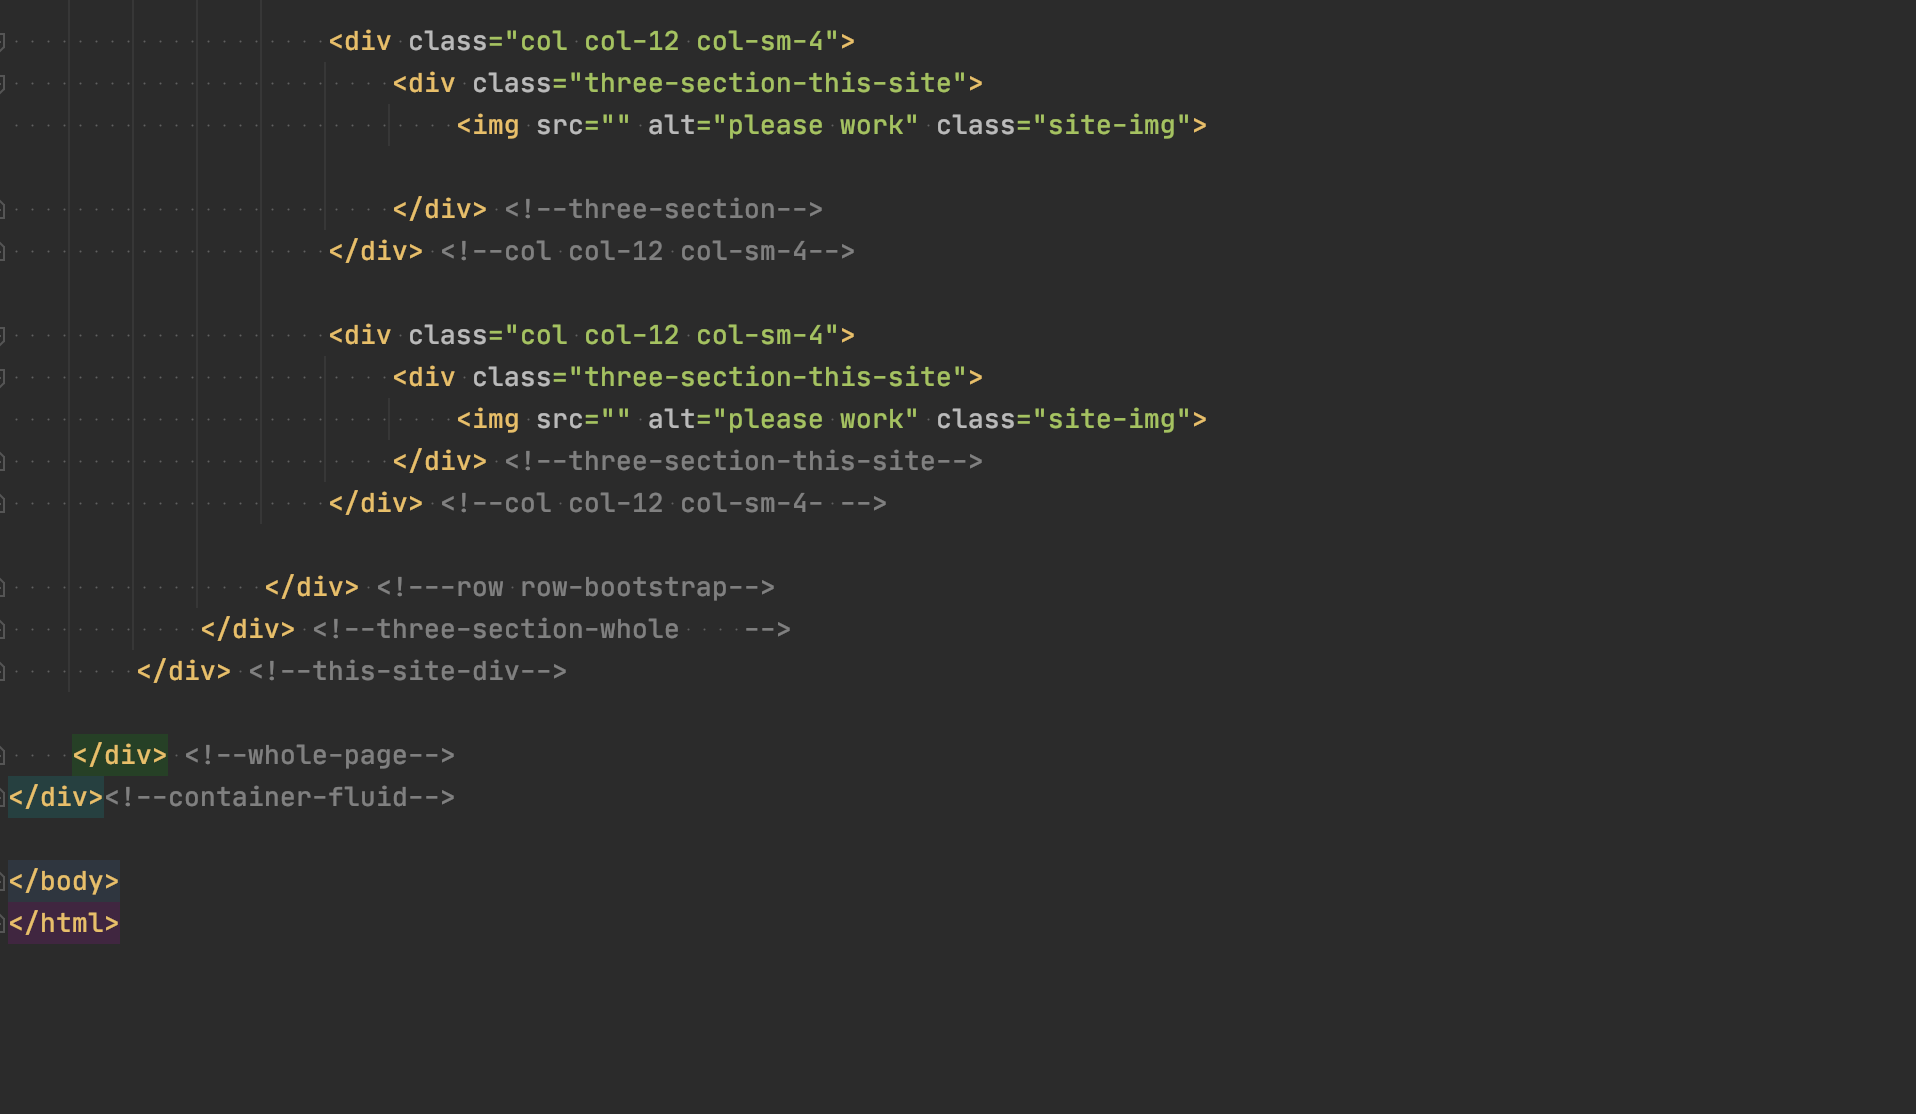 <div class="col col-12 col-sm-4">
<div class="three-section-this-site">
<img src="" alt="please work" class="site-img">
</div> <!--three-section-->
</div> <!--col col-12 col-sm-4-->
<div class="col col-12 col-sm-4">
<div class="three-section-this-site">
<img src="" alt="please work" class="site-img">
</div> <!--three-section-this-site-->
</div> <!--col col-12 col-sm-4- -->
</div> <!---row row-bootstrap-->
</div> <!--three-section-whole    -->
</div> <!--this-site-div-->
</div> <!--whole-page-->
</div><!--container-fluid-->
</body>
</html>